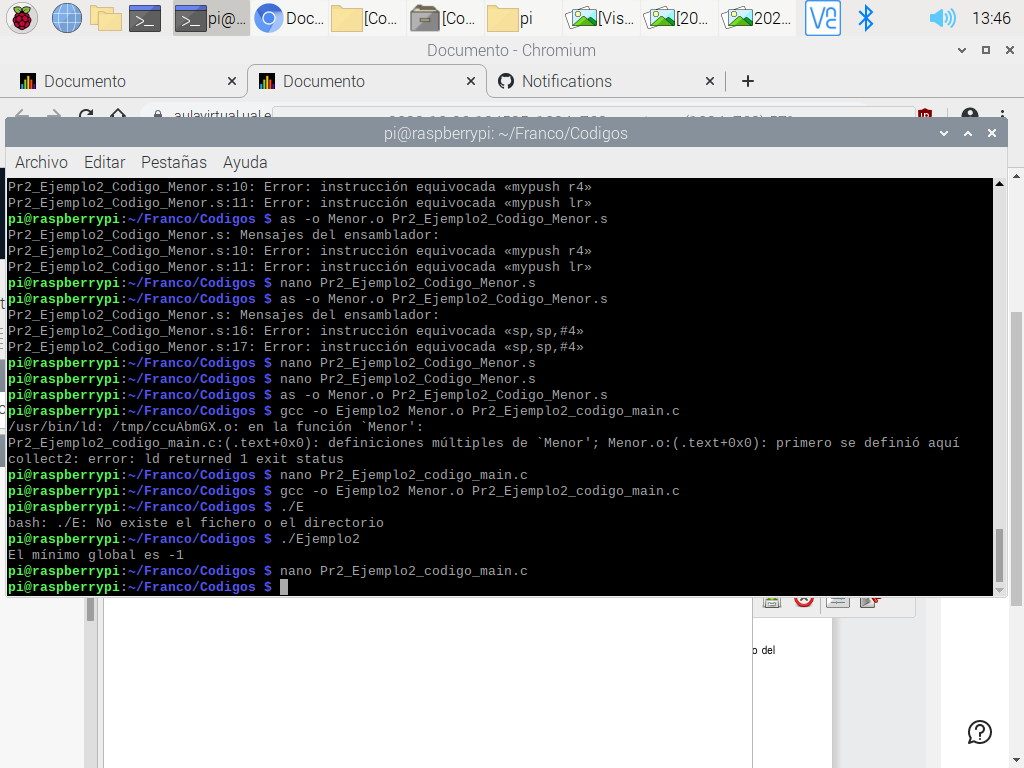 pi@...
Doc...
[Co...
[Co...
pi
[Vis...
[20...
202...
13:46
Documento - Chromium
Documento
Documento
Notifications
pi@raspberrypi: ~/Franco/Codigos
Archivo Editar Pestañas Ayuda
Pr2_Ejemplo2_Codigo_Menor.s:10: Error: instrucción equivocada «mypush r4»
Pr2_Ejemplo2_Codigo_Menor.s:11: Error: instrucción equivocada «mypush lr»
pi@raspberrypi:~/Franco/Codigos $ as -o Menor.o Pr2_Ejemplo2_Codigo_Menor.s
Pr2_Ejemplo2_Codigo_Menor.s: Mensajes del ensamblador:
Pr2_Ejemplo2_Codigo_Menor.s:10: Error: instrucción equivocada «mypush r4»
Pr2_Ejemplo2_Codigo_Menor.s:11: Error: instrucción equivocada «mypush lr»
pi@raspberrypi:~/Franco/Codigos $ nano Pr2_Ejemplo2_Codigo_Menor.s
pi@raspberrypi:~/Franco/Codigos $ as -o Menor.o Pr2_Ejemplo2_Codigo_Menor.s
Pr2_Ejemplo2_Codigo_Menor.s: Mensajes del ensamblador:
Pr2_Ejemplo2_Codigo_Menor.s:16: Error: instrucción equivocada «sp,sp,#4»
Pr2_Ejemplo2_Codigo_Menor.s:17: Error: instrucción equivocada «sp,sp,#4»
pi@raspberrypi:~/Franco/Codigos $ nano Pr2_Ejemplo2_Codigo_Menor.s
pi@raspberrypi:~/Franco/Codigos $ nano Pr2_Ejemplo2_Codigo_Menor.s
pi@raspberrypi:~/Franco/Codigos $ as -o Menor.o Pr2_Ejemplo2_Codigo_Menor.s
pi@raspberrypi:~/Franco/Codigos $ gcc -o Ejemplo2 Menor.o Pr2_Ejemplo2_codigo_main.c
/usr/bin/ld: /tmp/ccuAbmGX.o: en la función `Menor':
Pr2_Ejemplo2_codigo_main.c:(.text+0x0): definiciones múltiples de `Menor'; Menor.o:(.text+0x0): primero se definió aquí
collect2: error: ld returned 1 exit status
pi@raspberrypi:~/Franco/Codigos $ nano Pr2_Ejemplo2_codigo_main.c
pi@raspberrypi:~/Franco/Codigos $ gcc -o Ejemplo2 Menor.o Pr2_Ejemplo2_codigo_main.c
pi@raspberrypi:~/Franco/Codigos $ ./E
bash: ./E: No existe el fichero o el directorio
pi@raspberrypi:~/Franco/Codigos $ ./Ejemplo2
El mínimo global es -1
pi@raspberrypi:~/Franco/Codigos $ nano Pr2_Ejemplo2_codigo_main.c
pi@raspberrypi:~/Franco/Codigos $
o del